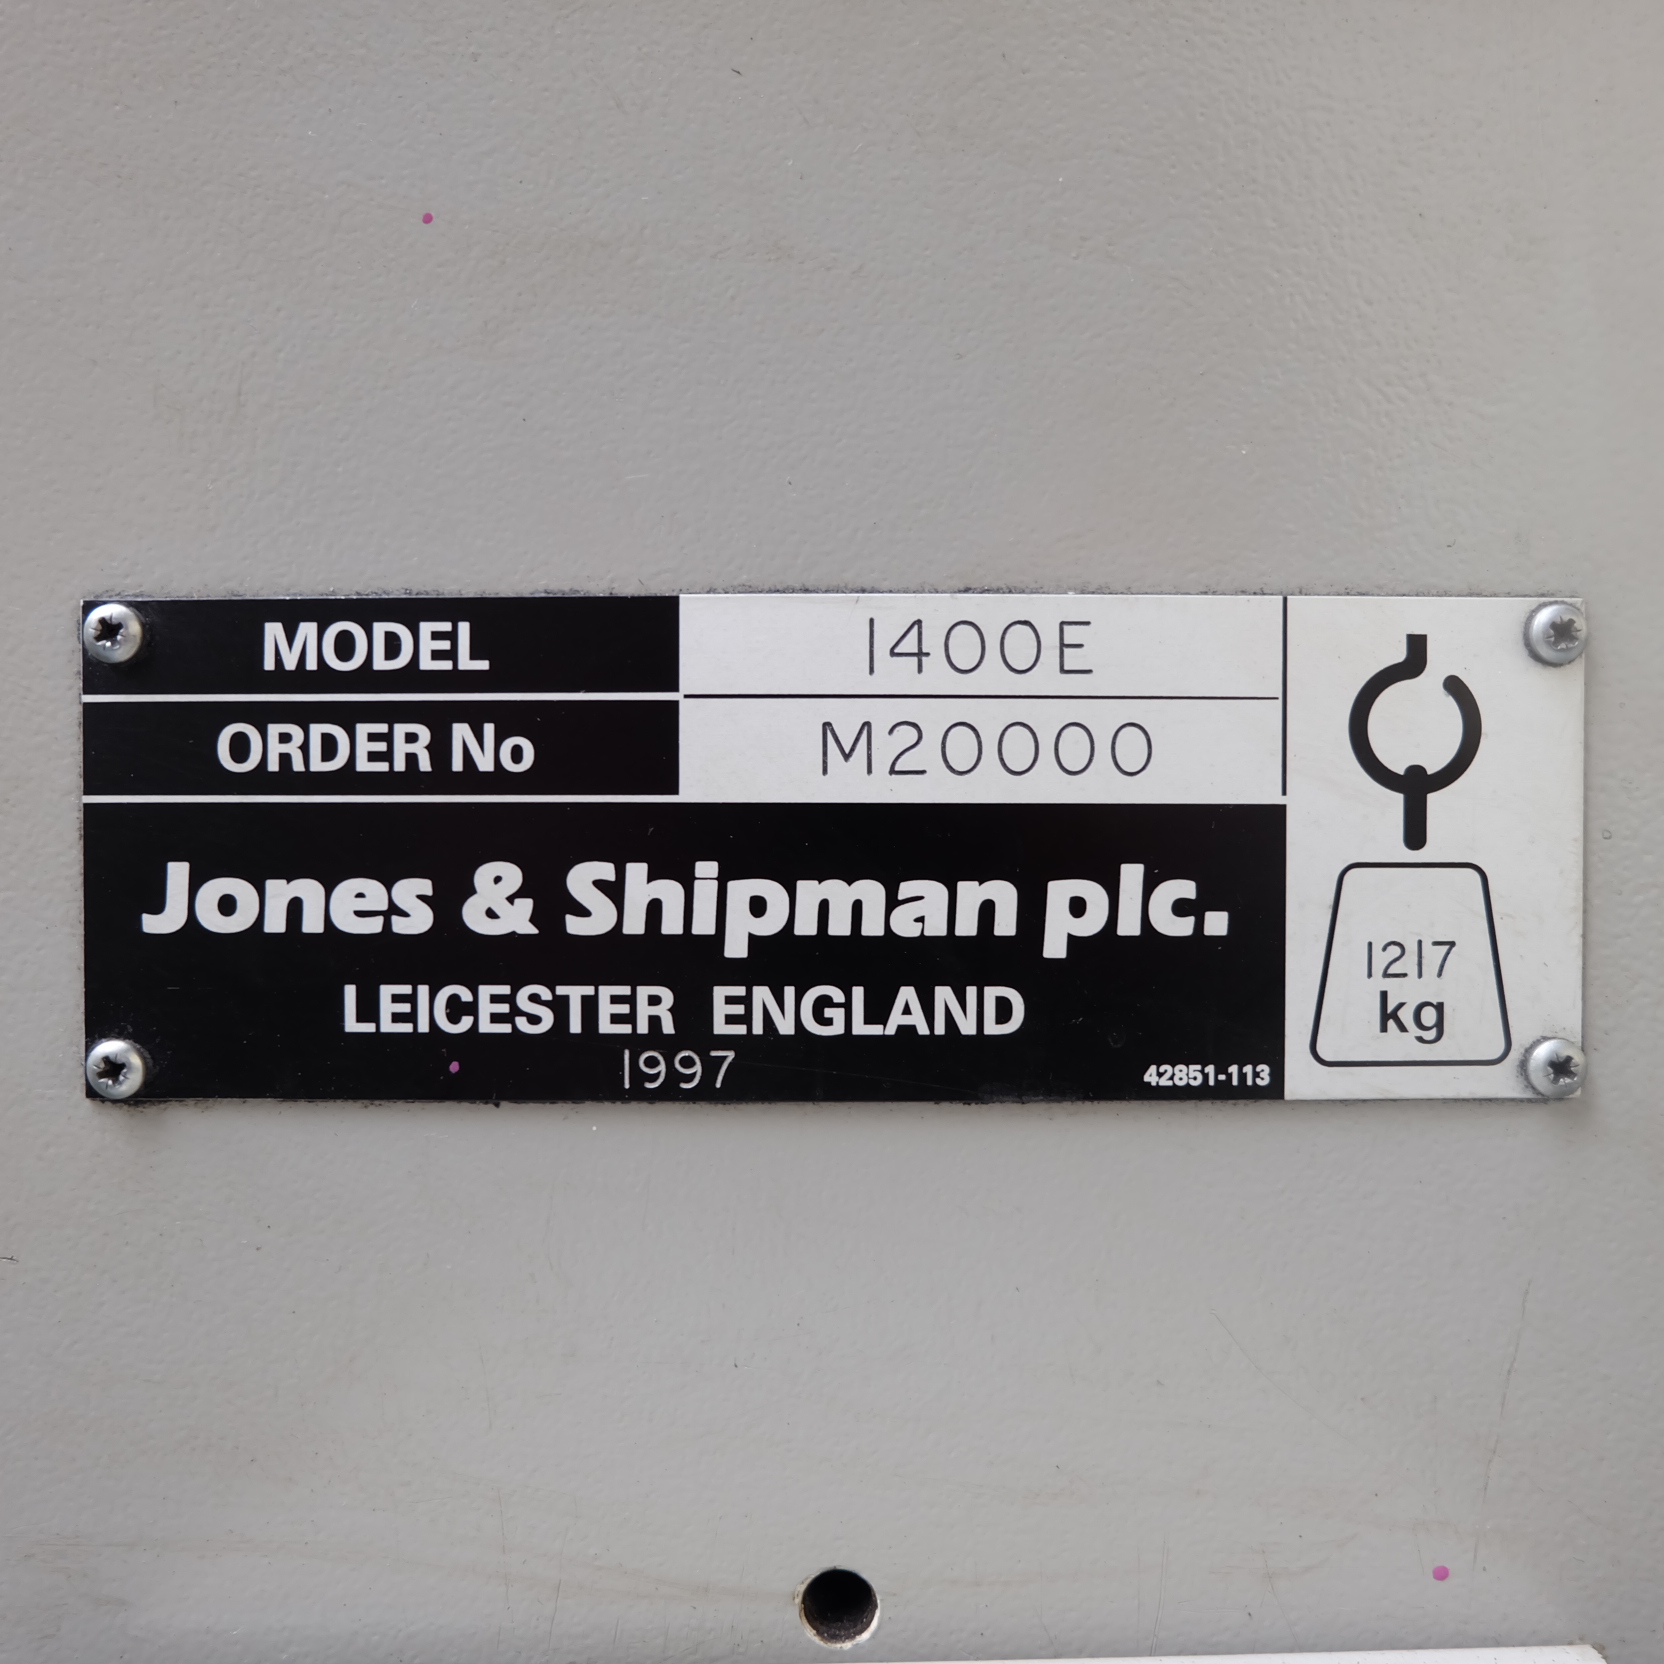 MODEL 1400E
ORDER No M20000
Jones & Shipman plc.
LEICESTER ENGLAND
1997
42851-113
1217
kg